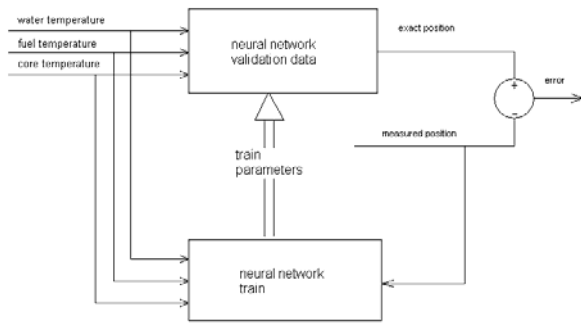 water temperature
fuel temperature
core temperature
neural network
validation data
exact position
+
-
error
measured position
train
parameters
neural network
train